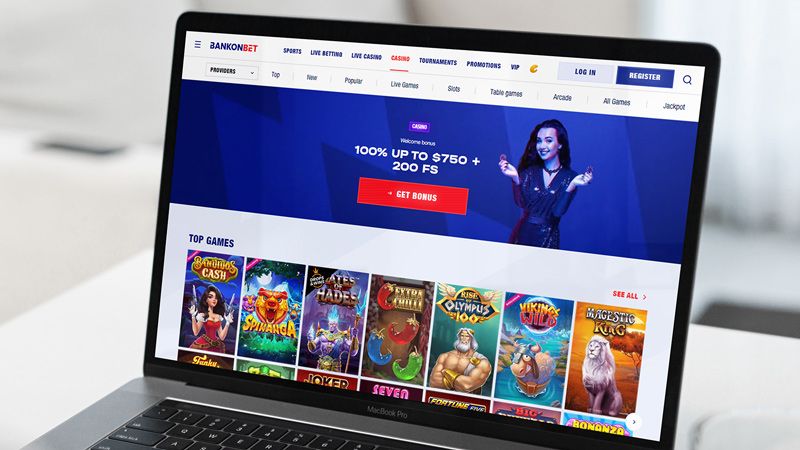 BANKONBET
SPORTS LIVE BETTING LIVE CASINO CASINO TOURNAMENTS PROMOTIONS VIP LOG IN REGISTER
PROVIDERS Top New Popular Live Games Slots Table games Arcade All Games Jackpot
CASINO
Welcome bonus
100% UP TO $750 +
200 FS
GET BONUS
TOP GAMES
SEE ALL
BANDIDOS CASH
SPINANGA
DROPS & WINS
GATES OF HADES
EXTRA CHILLI
RISE OF OLYMPUS 100
VIKINGS WILD
MAGESTIC KING
Funky
JOKER
SEVEN
FORTUNE FIVE
BIG
BONANZA
MacBook Pro